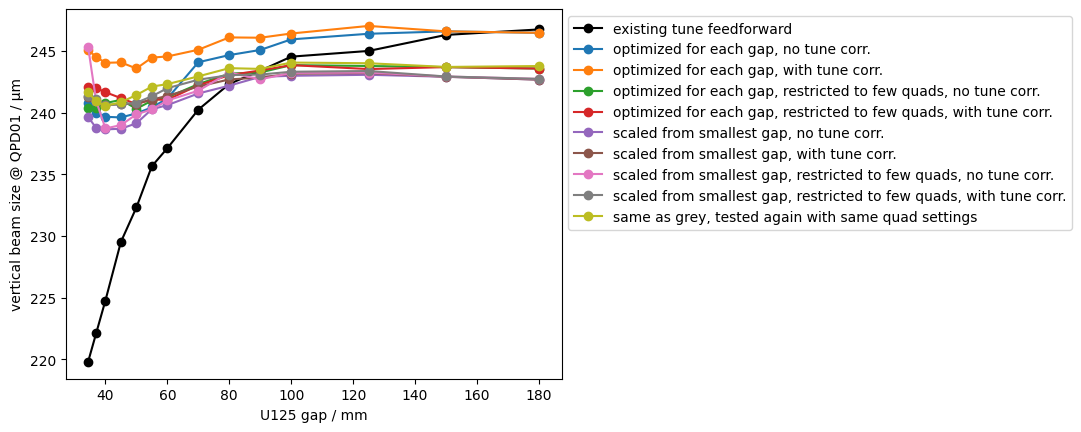 245
240
235
230
225
220
vertical beam size @ QPD01 / μm
40
60
80
100
120
140
160
180
U125 gap / mm
existing tune feedforward
optimized for each gap, no tune corr.
optimized for each gap, with tune corr.
optimized for each gap, restricted to few quads, no tune corr.
optimized for each gap, restricted to few quads, with tune corr.
scaled from smallest gap, no tune corr.
scaled from smallest gap, with tune corr.
scaled from smallest gap, restricted to few quads, no tune corr.
scaled from smallest gap, restricted to few quads, with tune corr.
same as grey, tested again with same quad settings